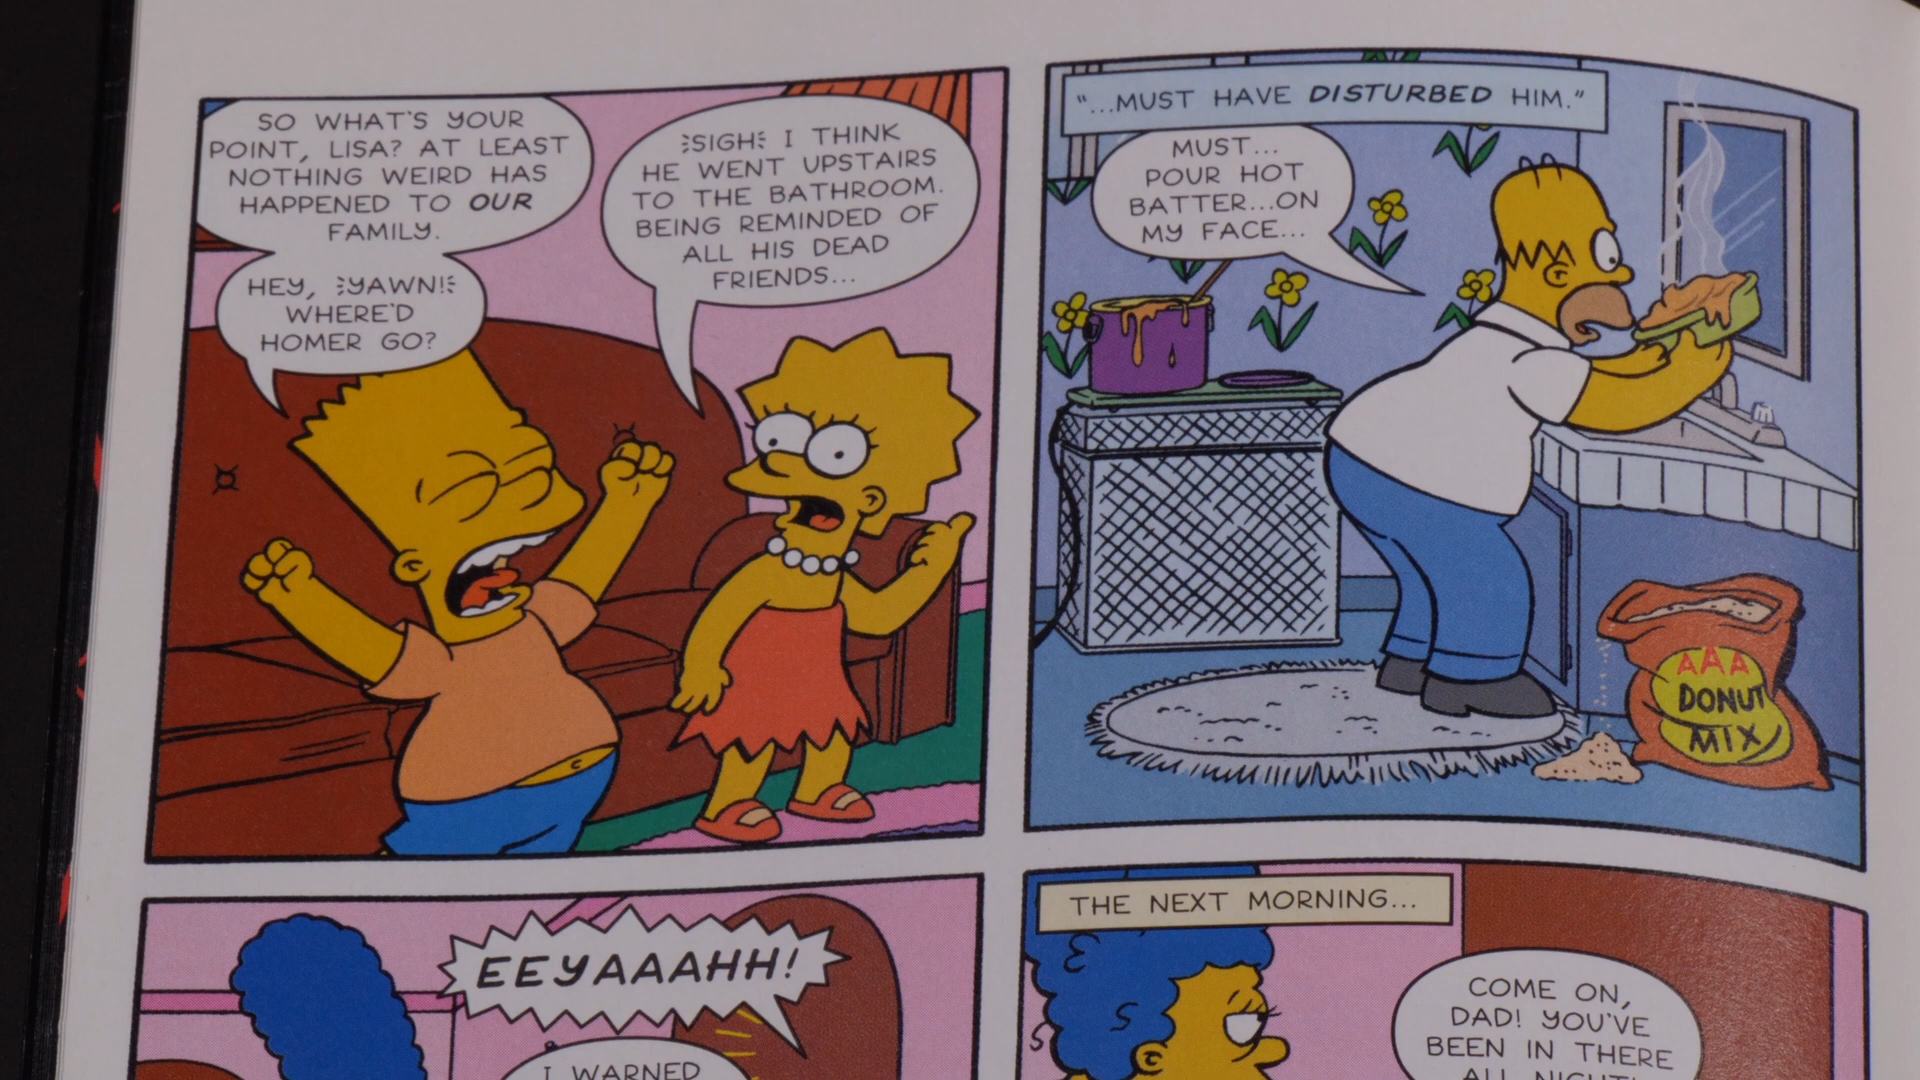 SO WHAT'S YOUR
POINT, LISA? AT LEAST
NOTHING WEIRD HAS
HAPPENED TO OUR
FAMILY.
HEY, YAWN!
WHERE'D
HOMER GO?
SIGH I THINK
HE WENT UPSTAIRS
TO THE BATHROOM.
BEING REMINDED OF
ALL HIS DEAD
FRIENDS...
"...MUST HAVE DISTURBED HIM."
MUST...
POUR HOT
BATTER...ON
MY FACE...
AAA
DONUT
MIX
EEYAAAHH!
I WARNED
THE NEXT MORNING...
COME ON,
DAD! YOU'VE
BEEN IN THERE
ALL NIGHT!